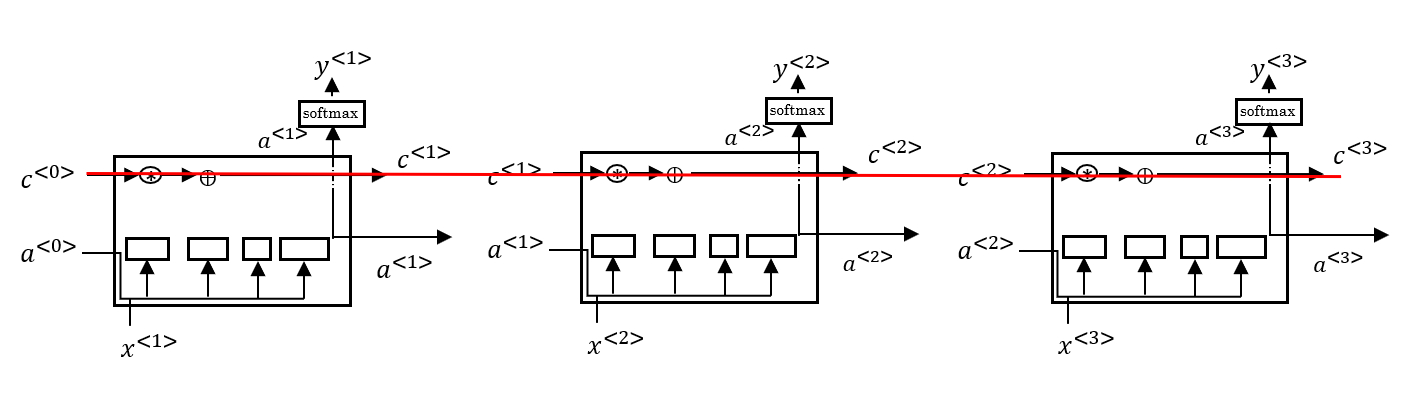 y<1> y<2> y<3>
softmax softmax softmax
a<1> a<2> a<3>
c<0> * ⊕ c<1> c<1> * ⊕ c<2> c<2> * ⊕ c<3>
a<0> a<1> a<1> a<2> a<2> a<3>
x<1> x<2> x<3>